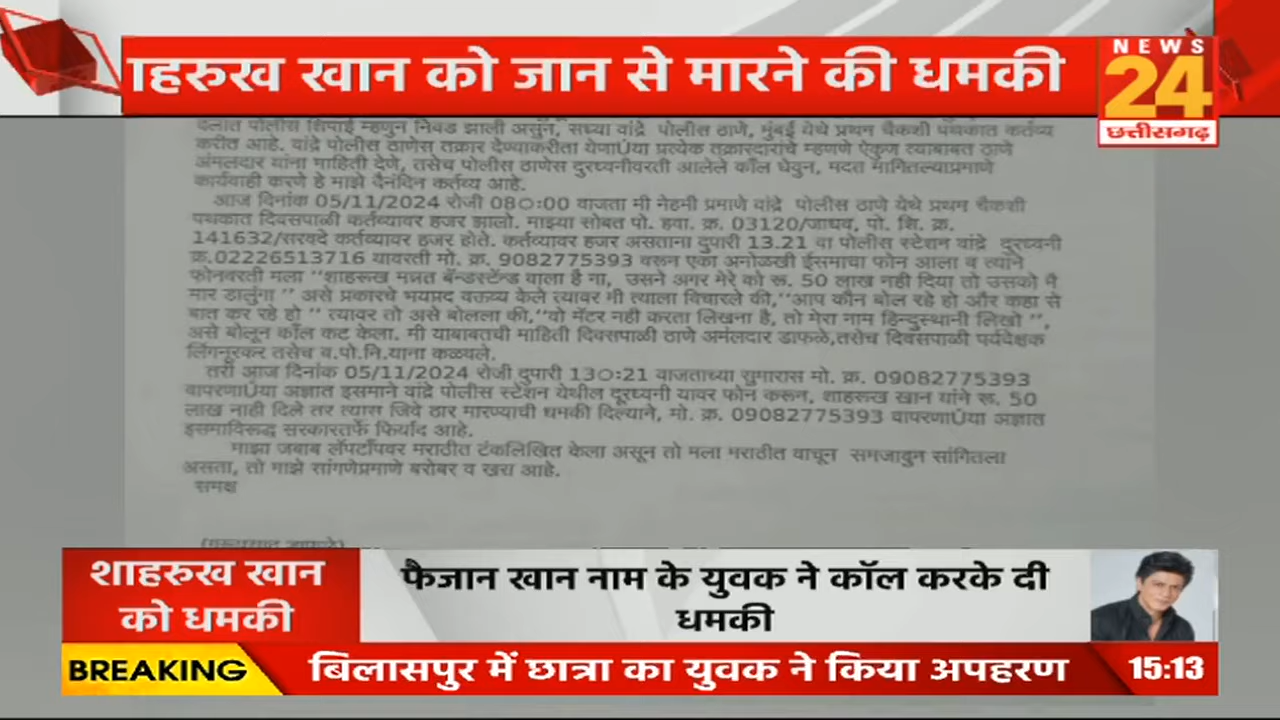 ाहरुख खान को जान से मारने की धमकी
NEWS
24
छत्तीसगढ़
दलात पोलीस शिपाई म्हणुन निवड झाली असुन, सध्या वांद्रे पोलीस ठाणे, मुंबई येथे प्रथम चैकशी पथकात कर्तव्य
करीत आहे. वांद्रे पोलीस ठाणेस तक्रार देण्याकरीता येणाÚया प्रत्येक तक्रारदारांचे म्हणणे ऐकुण त्याबाबत ठाणे
अंमलदार यांना माहिती देणे, तसेच पोलीस ठाणेस दुरध्वनीवरती आलेले कॉल घेवुन, मदत मागितल्याप्रमाणे
कार्यवाही करणे हे माझे दैनंदिन कर्तव्य आहे.
आज दिनांक 05/11/2024 रोजी 08ः00 वाजता मी नेहमी प्रमाणे वांद्रे पोलीस ठाणे येथे प्रथम चैकशी
पथकात दिवसपाळी कर्तव्यावर हजर झालो. माझ्या सोबत पो. हवा. क्र. 03120/जाधव, पो. शि. क्र.
141632/सरवदे कर्तव्यावर हजर होते. कर्तव्यावर हजर असताना दुपारी 13.21 वा पोलीस स्टेशन वांद्रे दुरध्वनी
क्र.02226513716 यावरती मो. क्र. 9082775393 वरून एका अनोळखी ईसमाचा फोन आला व त्याने
फोनवरती मला "शाहरूख मन्नत बॅन्डस्टॅन्ड वाला है ना, उसने अगर मेरे को रू. 50 लाख नही दिया तो उसको मै
मार डालुंगा " असे प्रकारचे भयप्रद वक्तव्य केले त्यावर मी त्याला विचारले की,"आप कौन बोल रहे हो और कहा से
बात कर रहे हो " त्यावर तो असे बोलला की,"वो मॅटर नही करता लिखना है, तो मेरा नाम हिन्दुस्थानी लिखो ",
असे बोलून कॉल कट केला. मी याबाबतची माहिती दिवसपाळी ठाणे अमंलदार डाफळे,तसेच दिवसपाळी पर्यवेक्षक
लिंगनूरकर तसेच व.पो.नि.याना कळवले.
तरी आज दिनांक 05/11/2024 रोजी दुपारी 13ः21 वाजताच्या सुमारास मो. क्र. 09082775393
वापरणाÚया अज्ञात इसमाने वांद्रे पोलीस स्टेशन येथील दूरध्वनी यावर फोन करून, शाहरूख खान यांने रू. 50
लाख नाही दिले तर त्यास जिवे ठार मारण्याची धमकी दिल्याने, मो. क्र. 09082775393 वापरणाÚया अज्ञात
इसमाविरूद्ध सरकारतर्फे फिर्याद आहे.
माझा जबाब लॅपटॉपवर मराठीत टंकलिखित केला असून तो मला मराठीत वाचून समजावुन सांगितला
असता, तो माझे सांगणेप्रमाणे बरोबर व खरा आहे.
समक्ष
शाहरुख खान
को धमकी
फैजान खान नाम के युवक ने कॉल करके दी
धमकी
BREAKING
बिलासपुर में छात्रा का युवक ने किया अपहरण
15:13